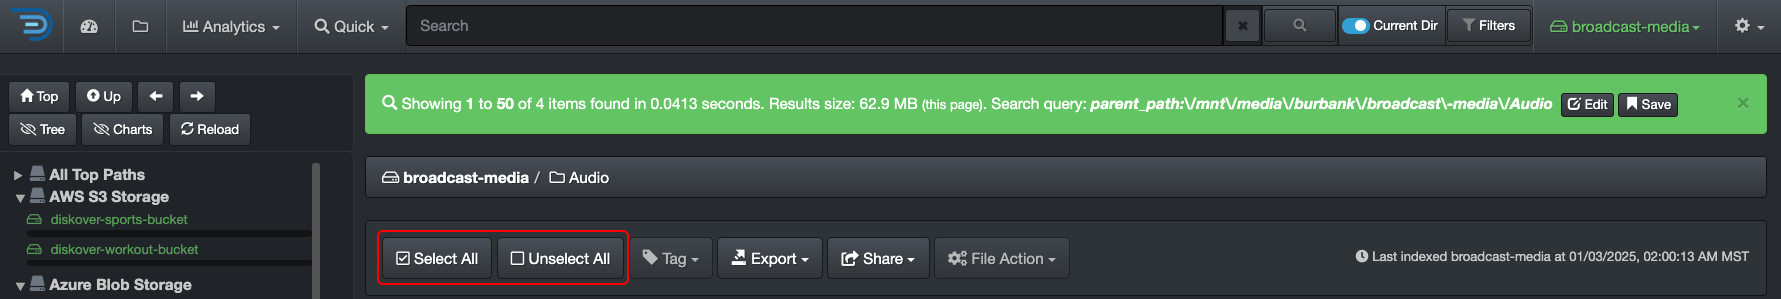 Analytics Quick Search Current Dir Filters broadcast-media
Top Up
Tree Charts Reload
All Top Paths
AWS S3 Storage
diskover-sports-bucket
diskover-workout-bucket
Azure Blob Storage
Showing 1 to 50 of 4 items found in 0.0413 seconds. Results size: 62.9 MB (this page). Search query: parent_path:\/mnt\/media\/burbank\/broadcast\-media\/Audio Edit Save
broadcast-media / Audio
Select All Unselect All Tag Export Share File Action Last indexed broadcast-media at 01/03/2025, 02:00:13 AM MST